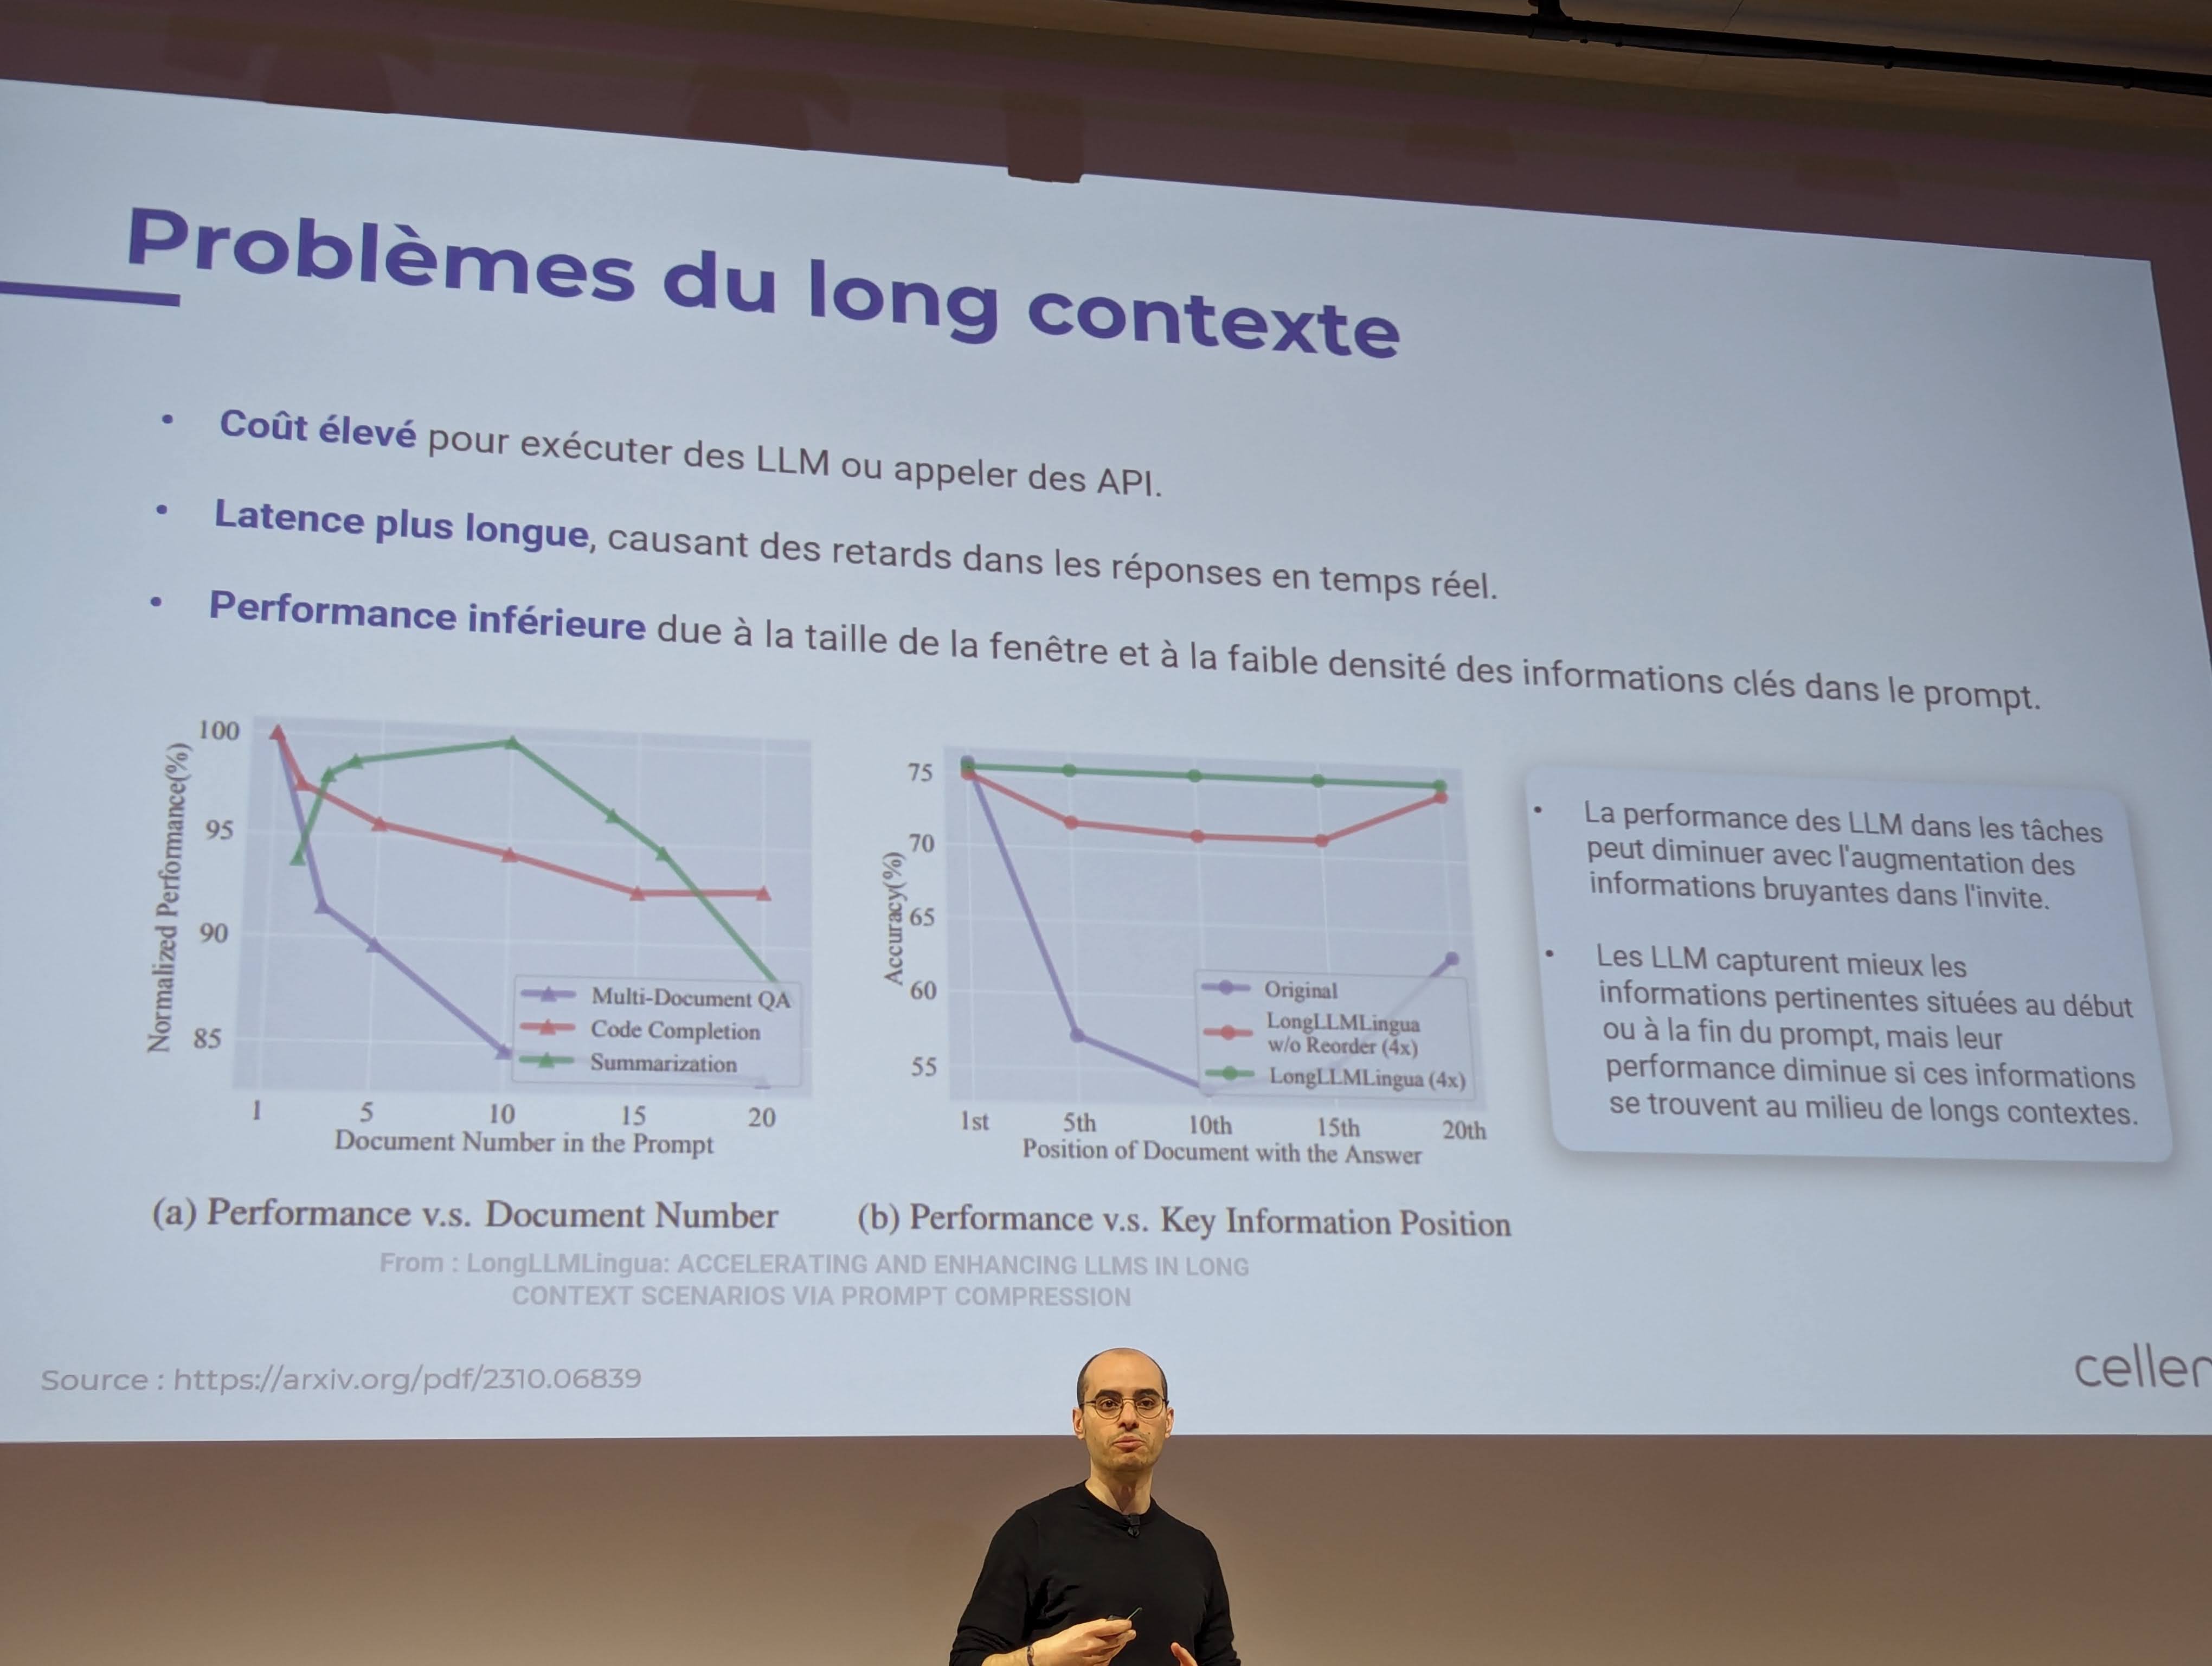 Problèmes du long contexte
• Coût élevé pour exécuter des LLM ou appeler des API.
• Latence plus longue, causant des retards dans les réponses en temps réel.
• Performance inférieure due à la taille de la fenêtre et à la faible densité des informations clés dans le prompt.
Normalized Performance(%)
100
95
90
85
1 5 10 15 20
Document Number in the Prompt
Multi-Document QA
Code Completion
Summarization
(a) Performance v.s. Document Number
Accuracy(%)
75
70
65
60
55
1st 5th 10th 15th 20th
Position of Document with the Answer
Original
LongLLMLingua
w/o Reorder (4x)
LongLLMLingua (4x)
(b) Performance v.s. Key Information Position
• La performance des LLM dans les tâches
peut diminuer avec l'augmentation des
informations bruyantes dans l'invite.
• Les LLM capturent mieux les
informations pertinentes situées au début
ou à la fin du prompt, mais leur
performance diminue si ces informations
se trouvent au milieu de longs contextes.
From : LongLLMLingua: ACCELERATING AND ENHANCING LLMS IN LONG
CONTEXT SCENARIOS VIA PROMPT COMPRESSION
Source : https://arxiv.org/pdf/2310.06839